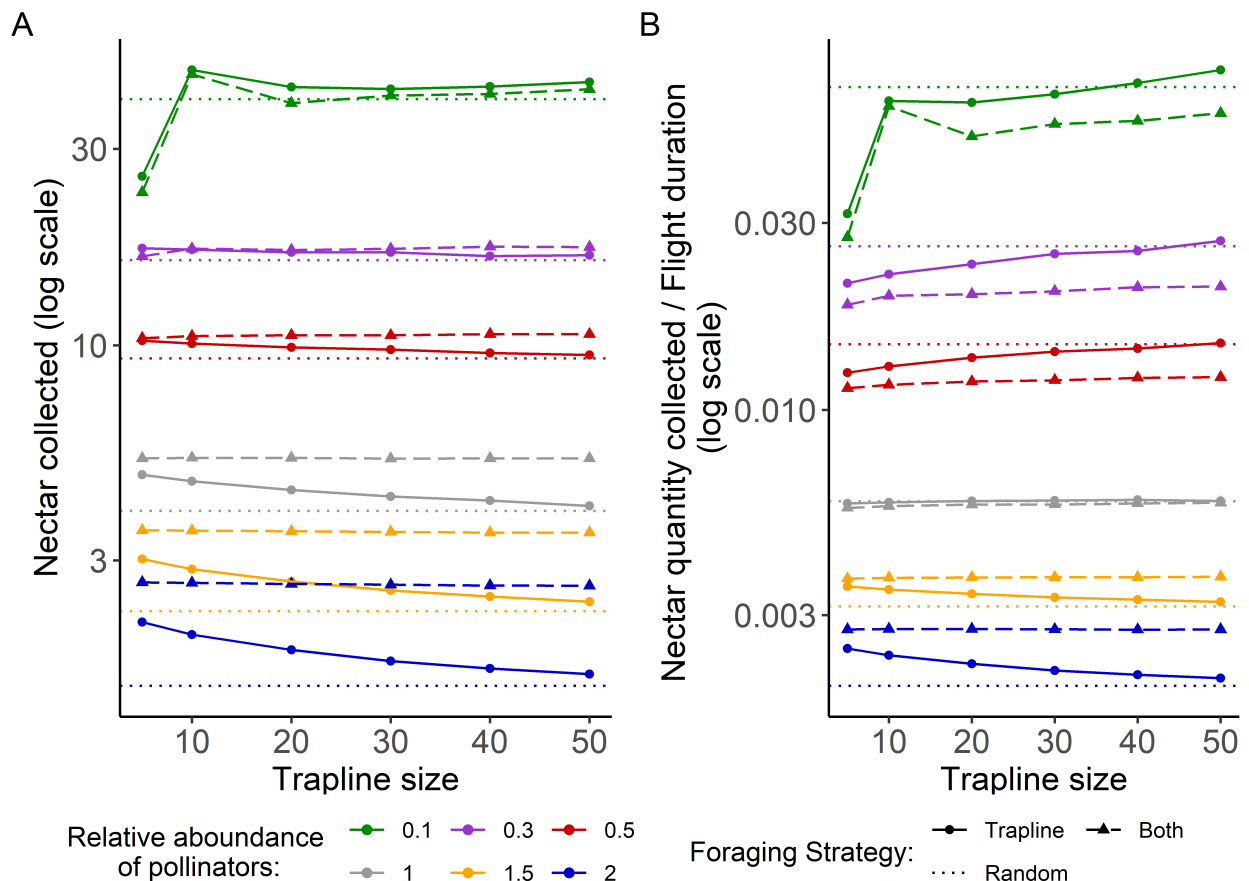 A
Nectar collected (log scale)
30
10
3
10 20 30 40 50
Trapline size
B
Nectar quantity collected / Flight duration
(log scale)
0.030
0.010
0.003
10 20 30 40 50
Trapline size
Relative aboundance
of pollinators:
0.1 0.3 0.5
1 1.5 2
Foraging Strategy:
Trapline Both
Random